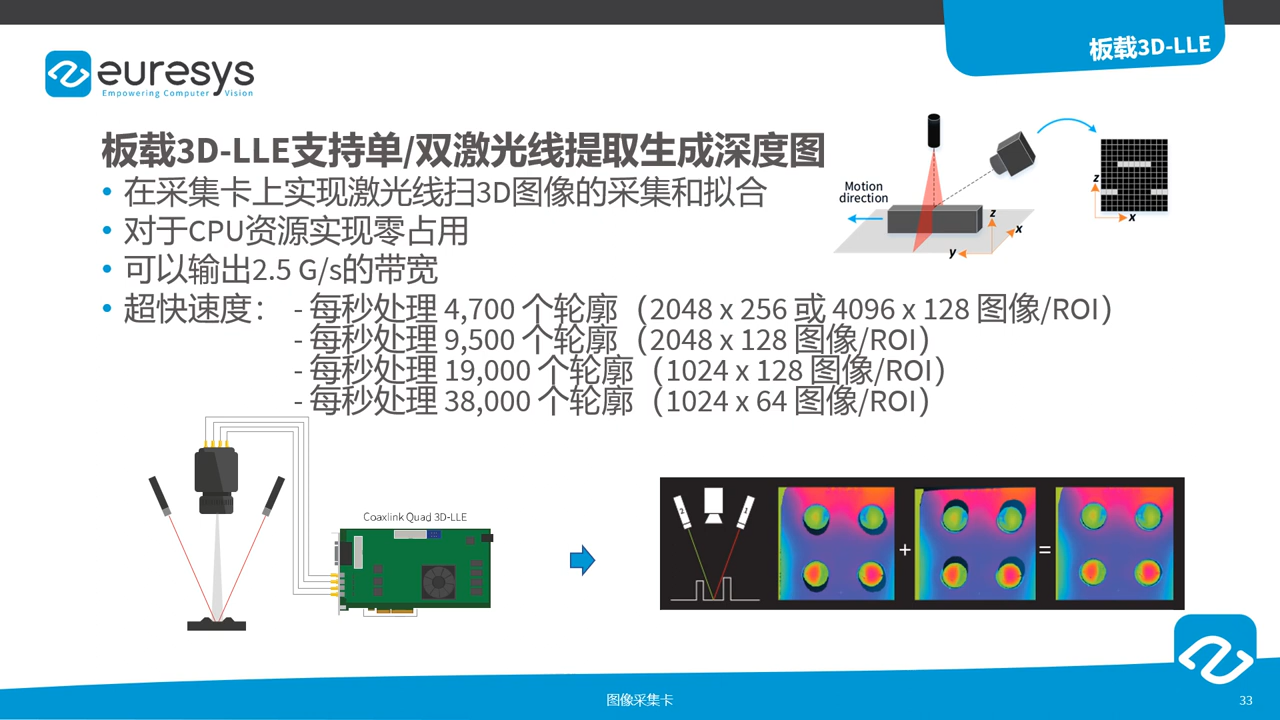 板载3D-LLE
euresys
Empowering Computer Vision
板载3D-LLE支持单/双激光线提取生成深度图
• 在采集卡上实现激光线扫3D图像的采集和拟合
• 对于CPU资源实现零占用
• 可以输出2.5 G/s的带宽
• 超快速度： - 每秒处理 4,700 个轮廓（2048 x 256 或 4096 x 128 图像/ROI）
- 每秒处理 9,500 个轮廓（2048 x 128 图像/ROI）
- 每秒处理 19,000 个轮廓（1024 x 128 图像/ROI）
- 每秒处理 38,000 个轮廓（1024 x 64 图像/ROI）
Motion
direction
z
x
y
z
x
Coaxlink Quad 3D-LLE
2
1
+
=
图像采集卡
33